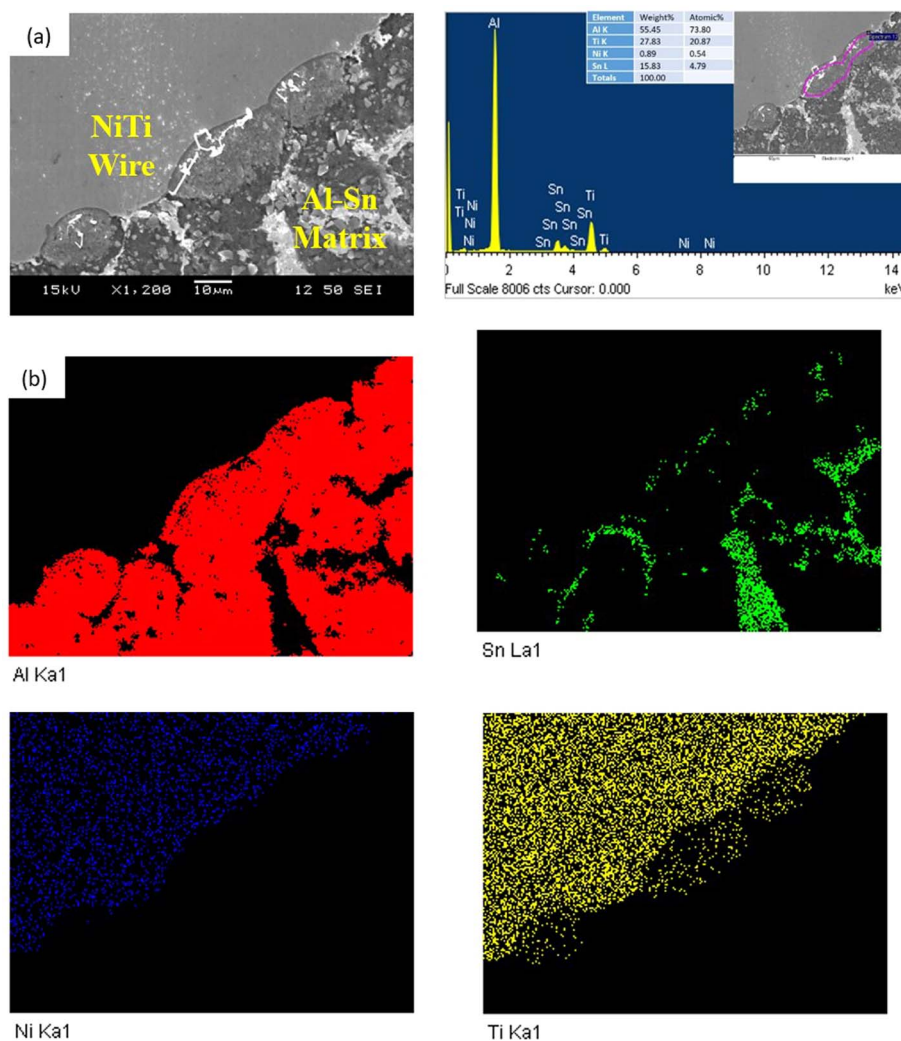 (a)
NiTi
Wire
Al-Sn
Matrix
15kV X1,200 10µm 12 50 SEI
Element Weight% Atomic%
Al K 55.45 73.80
Ti K 27.83 20.87
Ni K 0.89 0.54
Sn L 15.83 4.79
Totals 100.00
Al
Ti
Ti Ni
Ni
Ni
Sn
Sn Sn
Sn Sn
Sn Sn
Ti
Sn
Ti
Ni Ni
0 2 4 6 8 10 12 14
Full Scale 8006 cts Cursor: 0.000 keV
(b)
Al Ka1
Sn La1
Ni Ka1
Ti Ka1